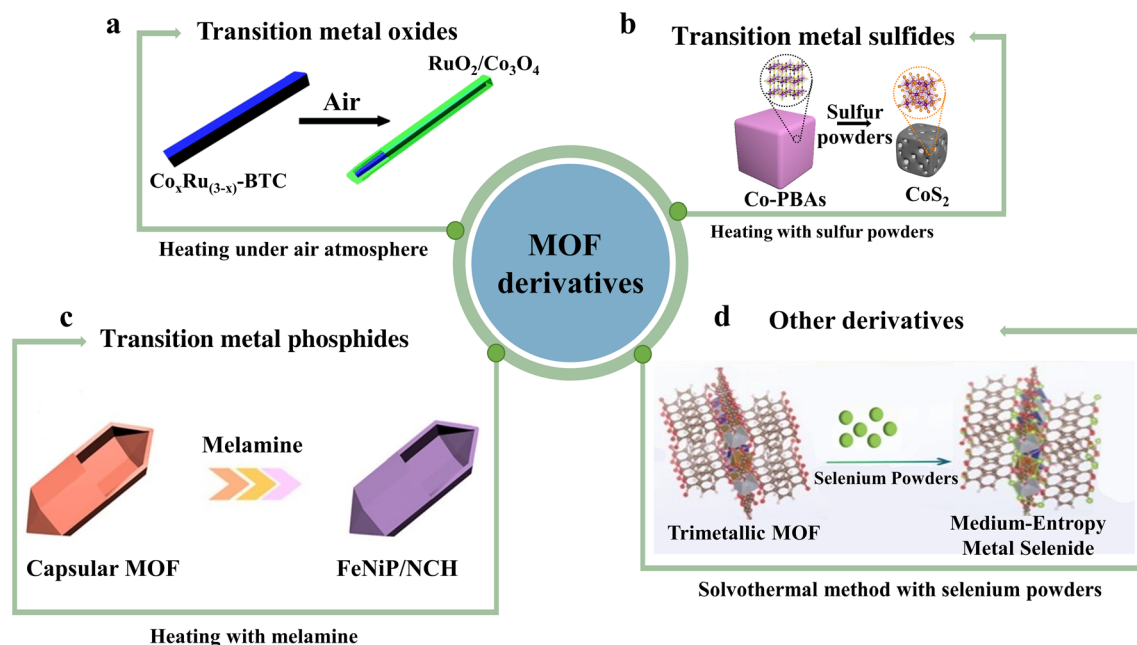 a
Transition metal oxides
RuO₂/Co₃O₄
Air
CoₓRu₍₃₋ₓ₎-BTC
Heating under air atmosphere
b
Transition metal sulfides
Sulfur
powders
Co-PBAs
CoS₂
Heating with sulfur powders
MOF
derivatives
c
Transition metal phosphides
Melamine
Capsular MOF
FeNiP/NCH
Heating with melamine
d
Other derivatives
Selenium Powders
Trimetallic MOF
Medium-Entropy
Metal Selenide
Solvothermal method with selenium powders